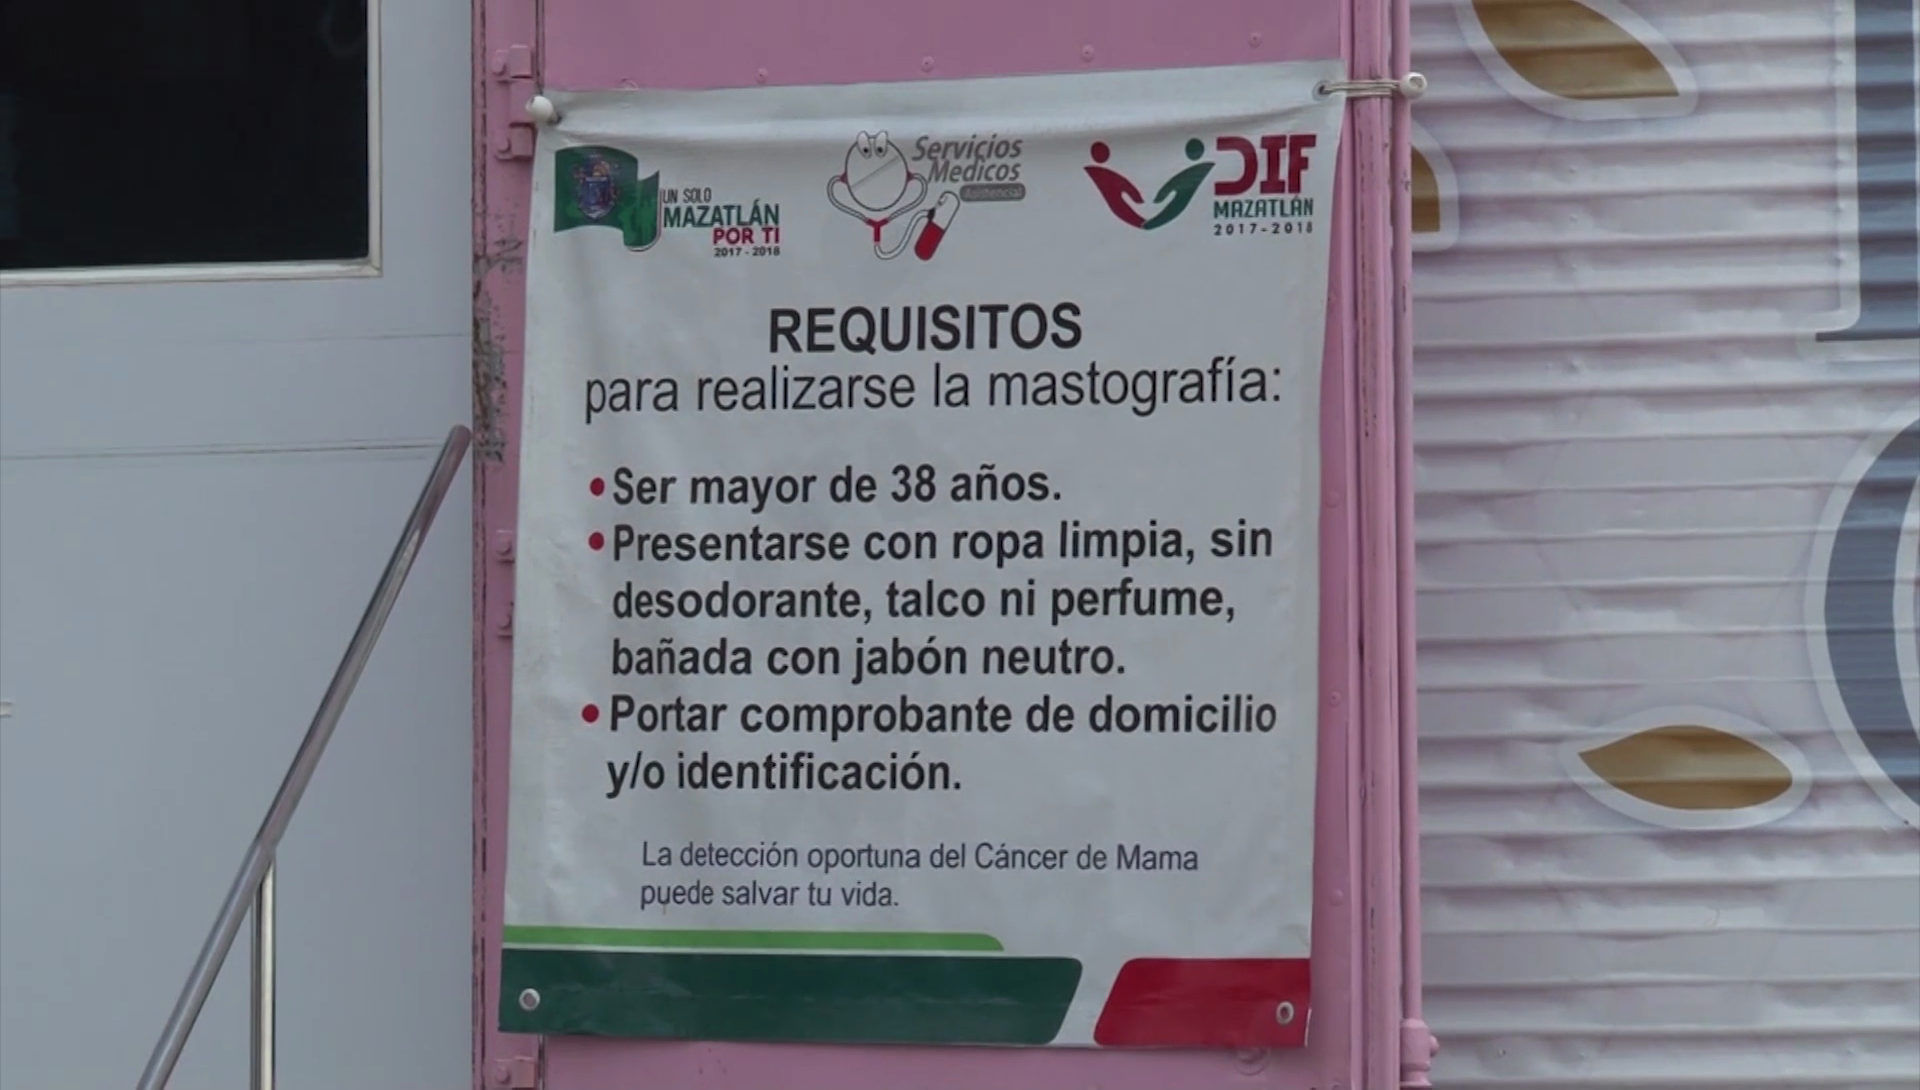 UN SOLO
MAZATLÁN
POR TI
2017 - 2018
Servicios
Medicos
Asistencial
DIF
MAZATLÁN
2017-2018
REQUISITOS
para realizarse la mastografía:
•Ser mayor de 38 años.
•Presentarse con ropa limpia, sin
desodorante, talco ni perfume,
bañada con jabón neutro.
•Portar comprobante de domicilio
y/o identificación.
La detección oportuna del Cáncer de Mama
puede salvar tu vida.